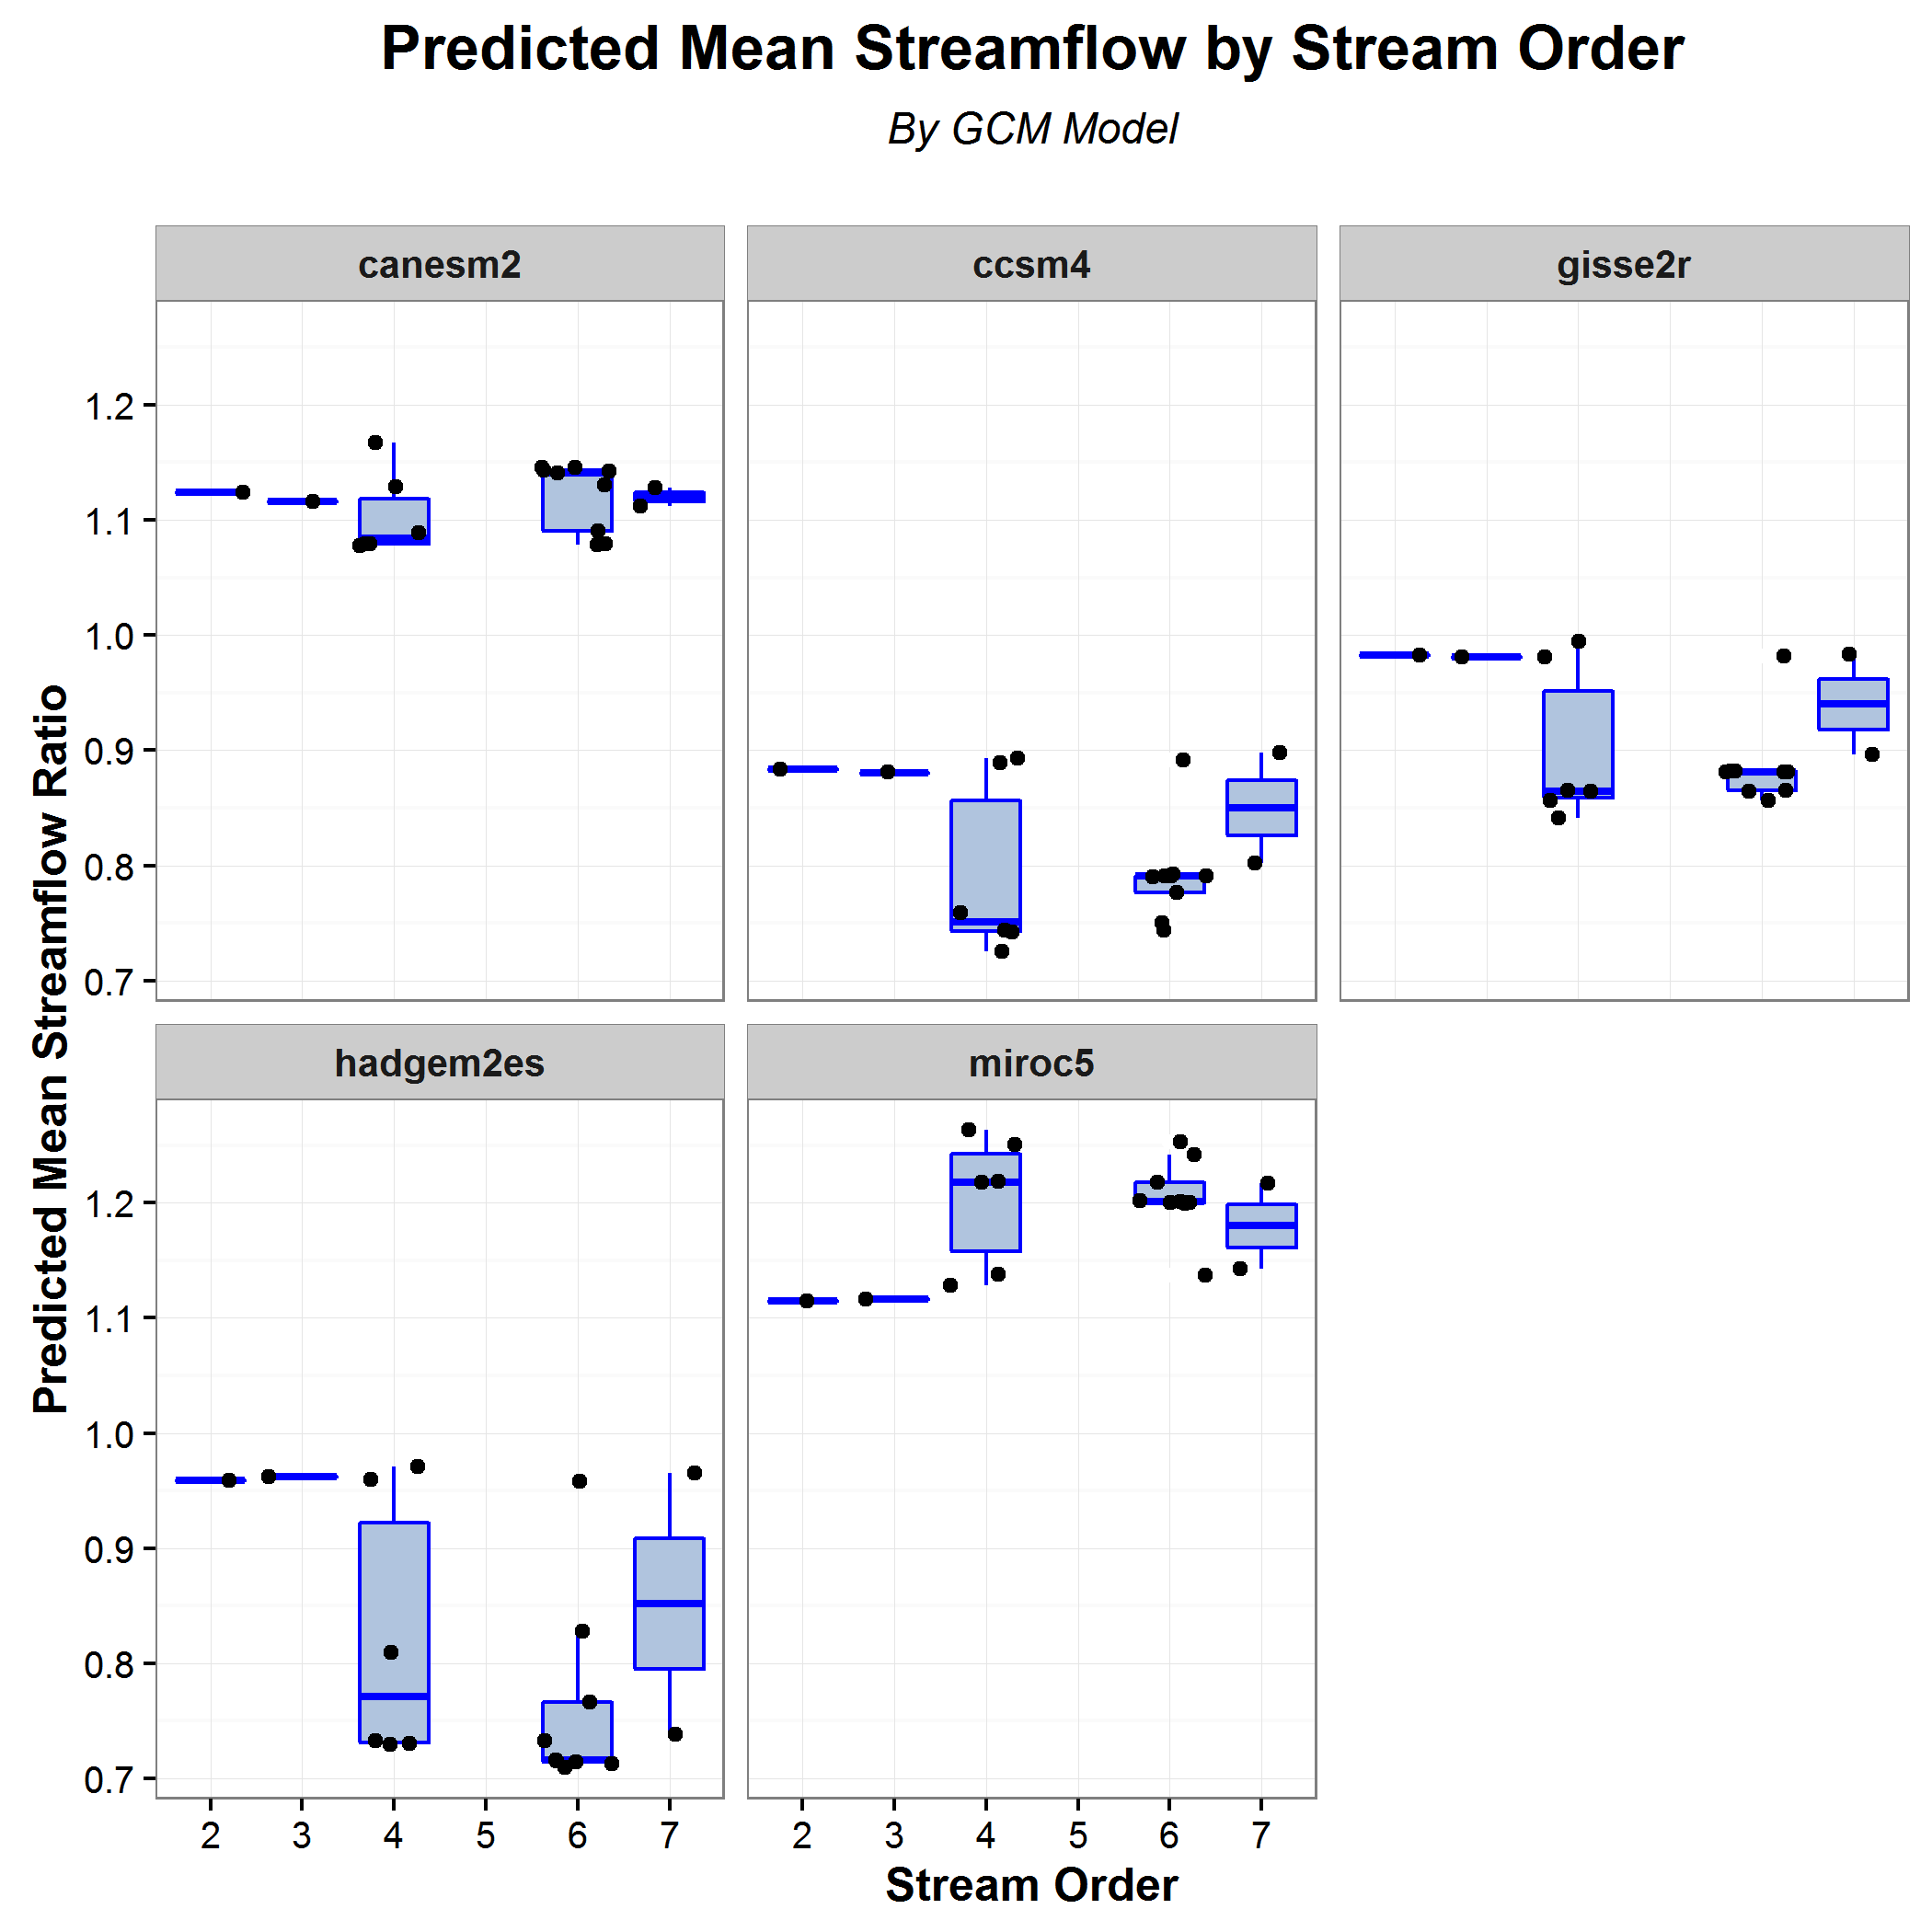 Predicted Mean Streamflow by Stream Order
By GCM Model
canesm2
ccsm4
gisse2r
1.2
1.1
1.0
0.9
0.8
0.7
Predicted Mean Streamflow Ratio
hadgem2es
miroc5
1.2
1.1
1.0
0.9
0.8
0.7
2 3 4 5 6 7
2 3 4 5 6 7
Stream Order